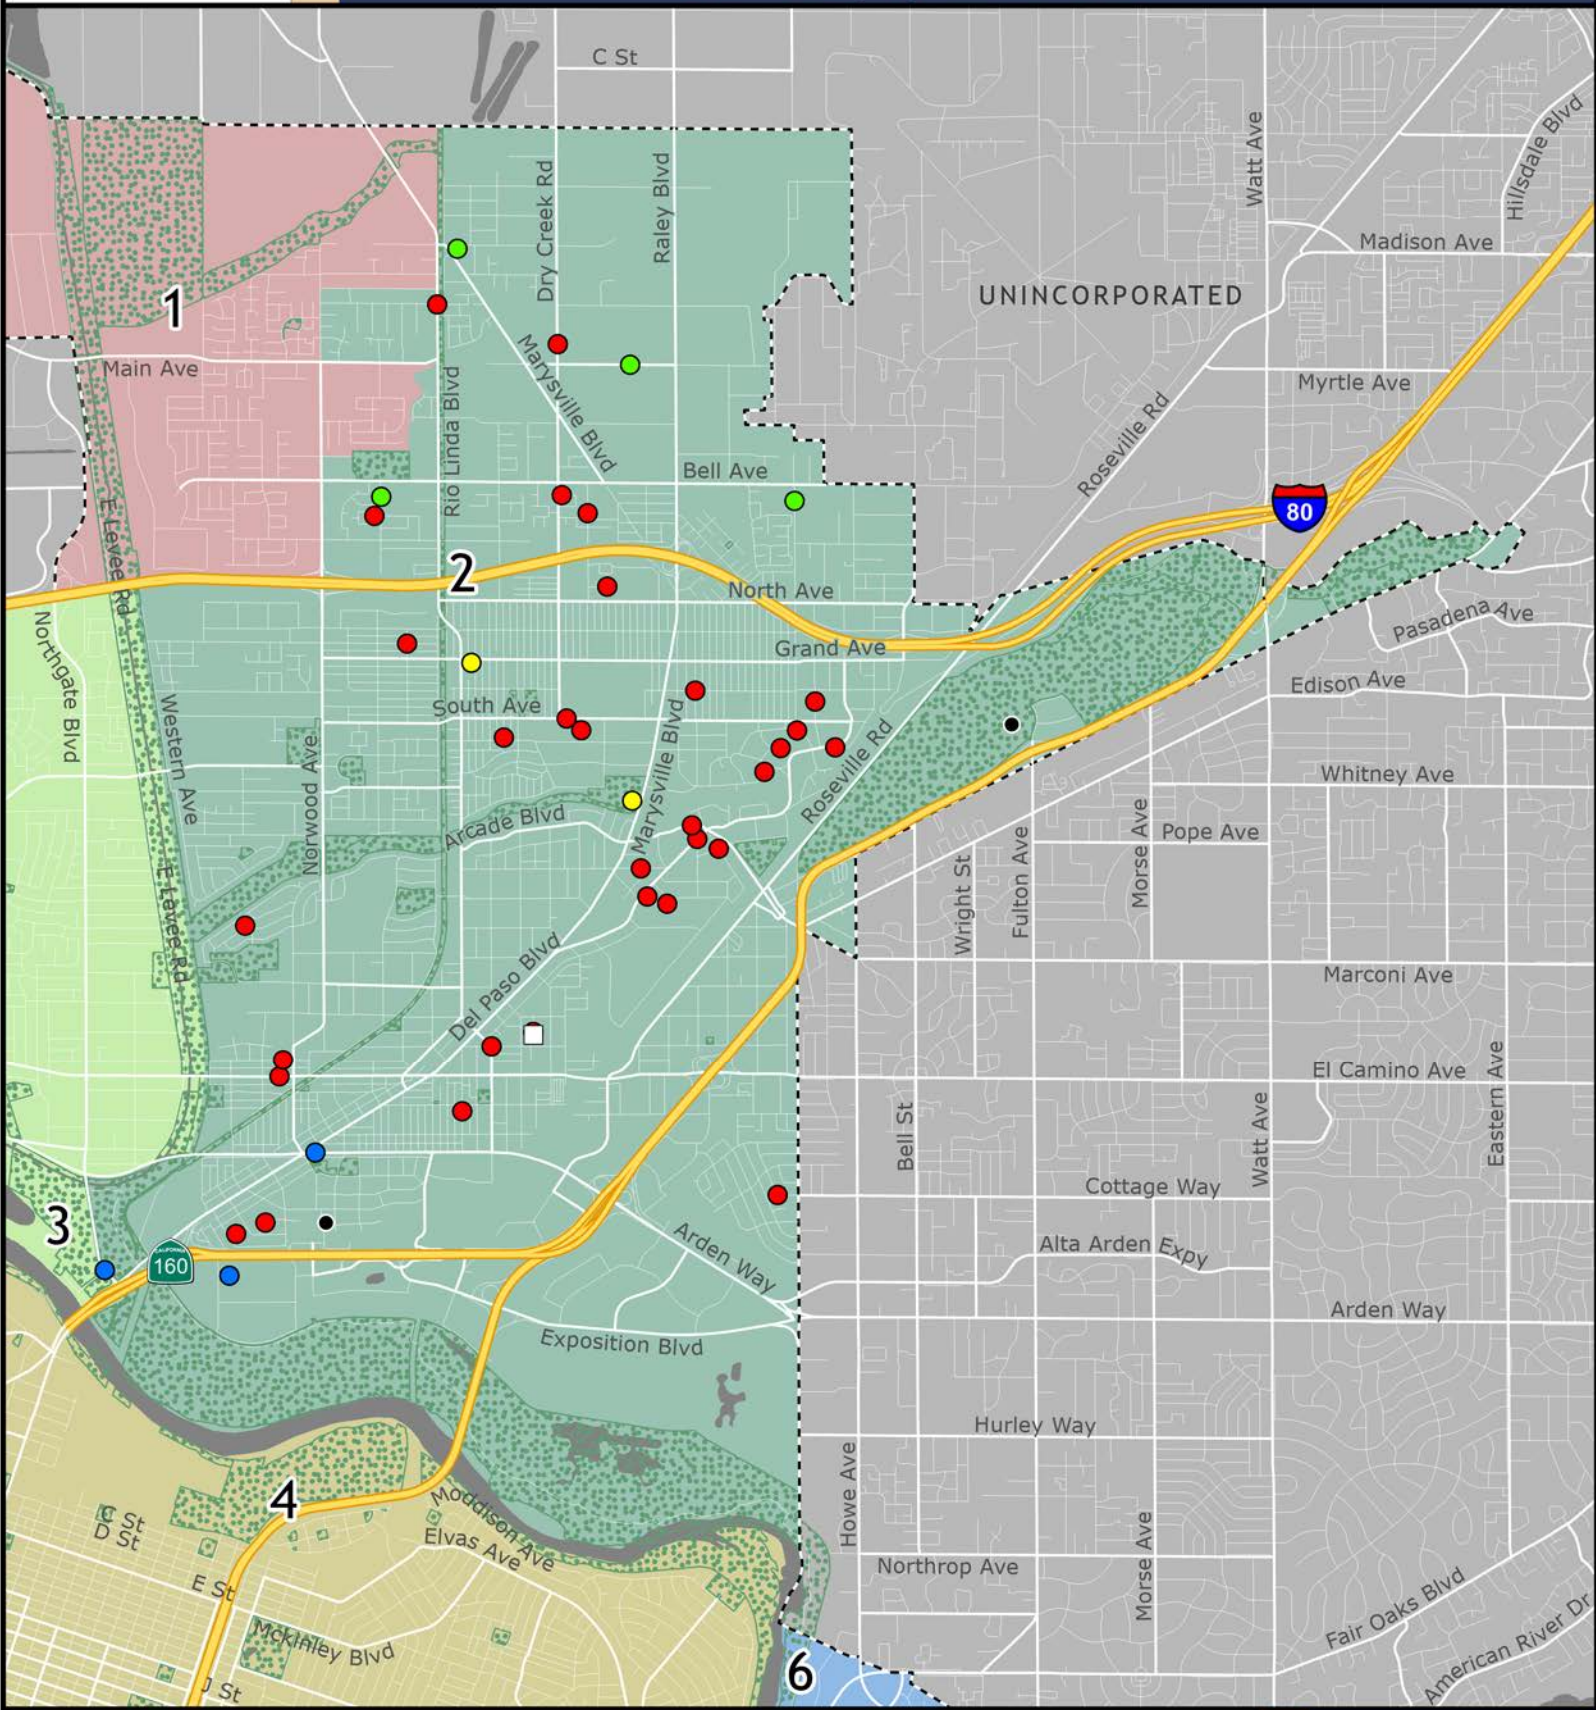 C St
Hillsdale Blvd
Watt Ave
Dry Creek Rd
Raley Blvd
Madison Ave
UNINCORPORATED
1
Main Ave
Marysville Blvd
Rio Linda Blvd
Myrtle Ave
Roseville Rd
Bell Ave
80
E Levee Rd
2
North Ave
Northgate Blvd
Pasadena Ave
Grand Ave
Edison Ave
Western Ave
South Ave
Marysville Blvd
Norwood Ave
Roseville Rd
Whitney Ave
Arcade Blvd
Morse Ave
Pope Ave
Fulton Ave
Wright St
E Levee Rd
Del Paso Blvd
Marconi Ave
El Camino Ave
Eastern Ave
Bell St
Watt Ave
Cottage Way
3
Arden Way
Alta Arden Expy
CALIFORNIA
160
Arden Way
Exposition Blvd
Hurley Way
Howe Ave
4
Moddison Ave
C St
D St
Elvas Ave
Morse Ave
Northrop Ave
E St
Fair Oaks Blvd
American River Dr
Mckinley Blvd
6
J St